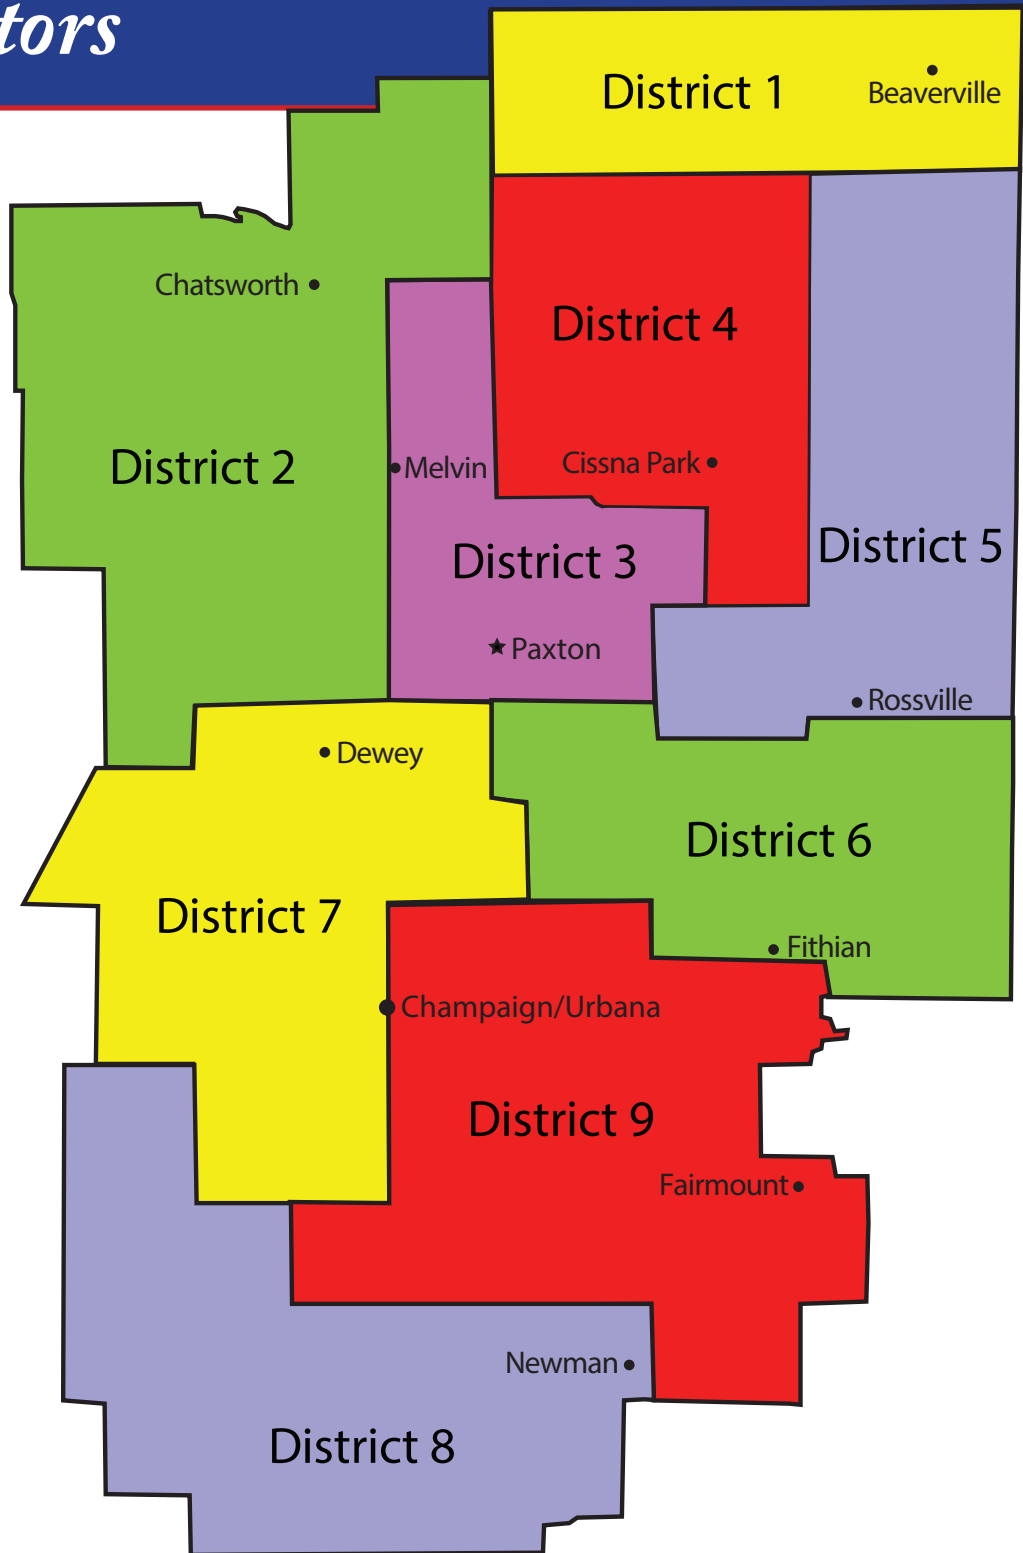 tors
District 1
Beaverville
Chatsworth
District 4
District 2
Melvin
Cissna Park
District 5
District 3
Paxton
Rossville
Dewey
District 6
District 7
Fithian
Champaign/Urbana
District 9
Fairmount
Newman
District 8